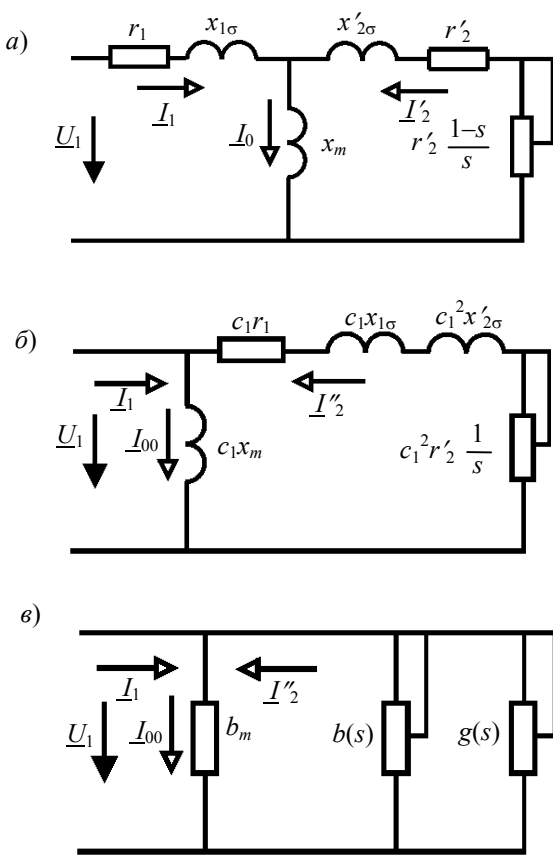 а)
r₁ x₁σ x′₂σ r′₂
I₁ I′₂
U₁ I₀ xₘ r′₂ 1–s/s
б)
c₁r₁ c₁x₁σ c₁²x′₂σ
I₁ I″₂
U₁ I₀₀ c₁xₘ c₁²r′₂ 1/s
в)
I₁ I″₂
U₁ I₀₀ bₘ b(s) g(s)